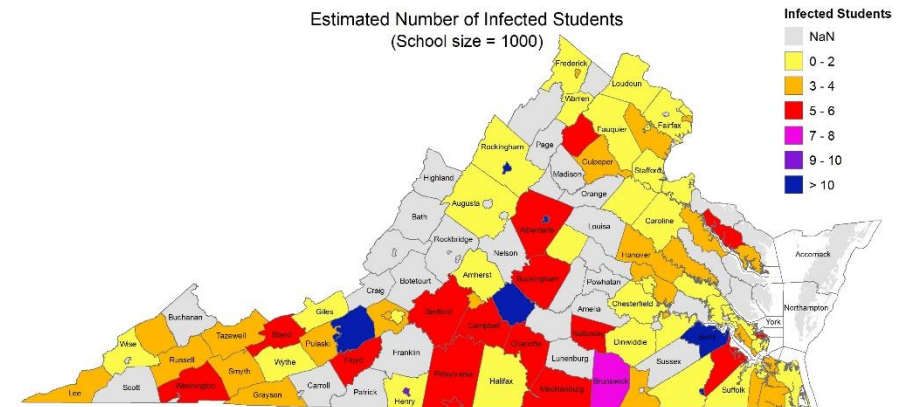 Estimated Number of Infected Students
(School size = 1000)
Infected Students
NaN
0 - 2
3 - 4
5 - 6
7 - 8
9 - 10
> 10
Frederick
Loudoun
Warren
Fauquier
Fairfax
Rockingham
Page
Culpeper
Stafford
Madison
Highland
Orange
Augusta
Caroline
Bath
Albemarle
Louisa
Rockbridge
Nelson
Hanover
Accomack
Botetourt
Amherst
Buckingham
Powhatan
Craig
Chesterfield
Northampton
Buchanan
Giles
Bedford
Amelia
York
Tazewell
Bland
Campbell
Nottoway
Surry
Wise
Pulaski
Charlotte
Dinwiddie
Russell
Wythe
Floyd
Franklin
Lunenburg
Sussex
Smyth
Pittsylvania
Halifax
Brunswick
Lee
Scott
Washington
Carroll
Patrick
Mecklenburg
Suffolk
Grayson
Henry